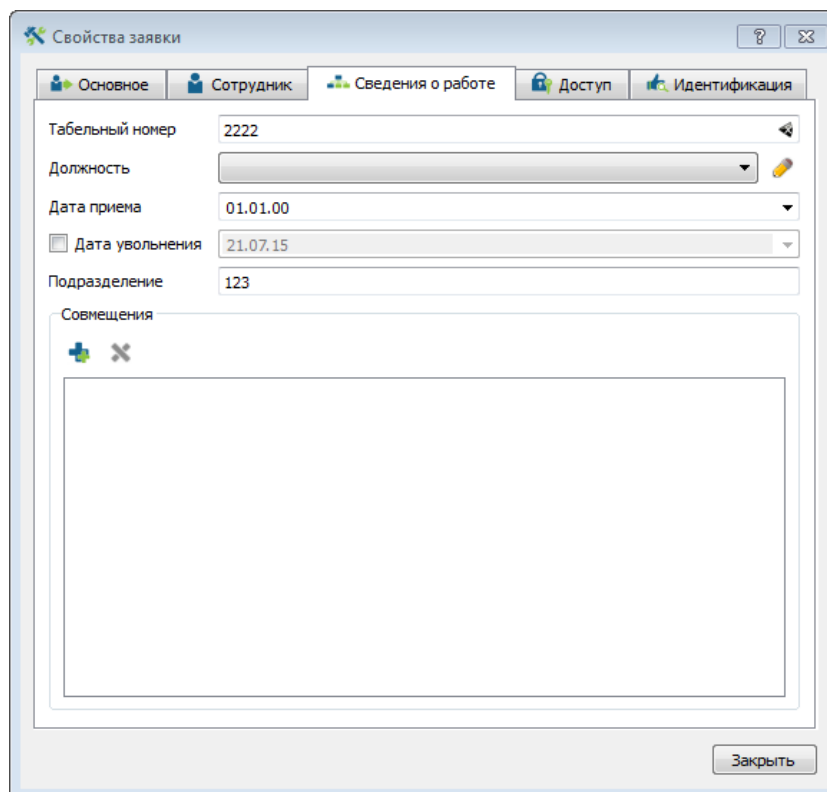 Свойства заявки
Основное Сотрудник Сведения о работе Доступ Идентификация
Табельный номер 2222
Должность
Дата приема 01.01.00
Дата увольнения 21.07.15
Подразделение 123
Совмещения
Закрыть